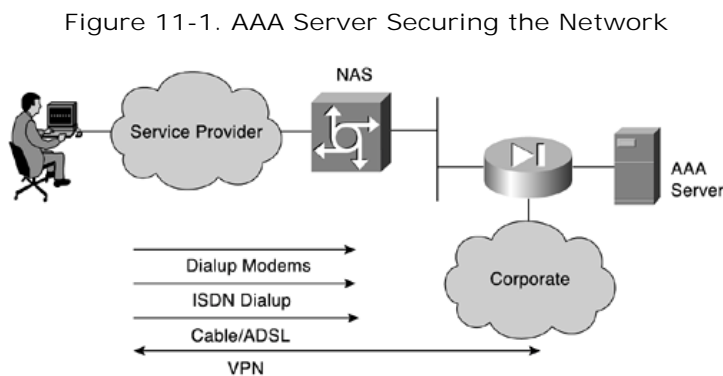 Figure 11-1. AAA Server Securing the Network
NAS
Service Provider
AAA
Server
Corporate
Dialup Modems
ISDN Dialup
Cable/ADSL
VPN